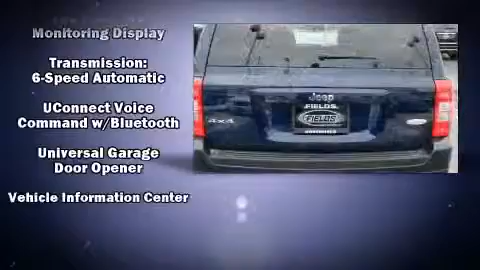 Monitoring Display
Transmission:
6-Speed Automatic
UConnect Voice
Command w/Bluetooth
Universal Garage
Door Opener
Vehicle Information Center
Jeep
FIELDS
4x4
FIELDS